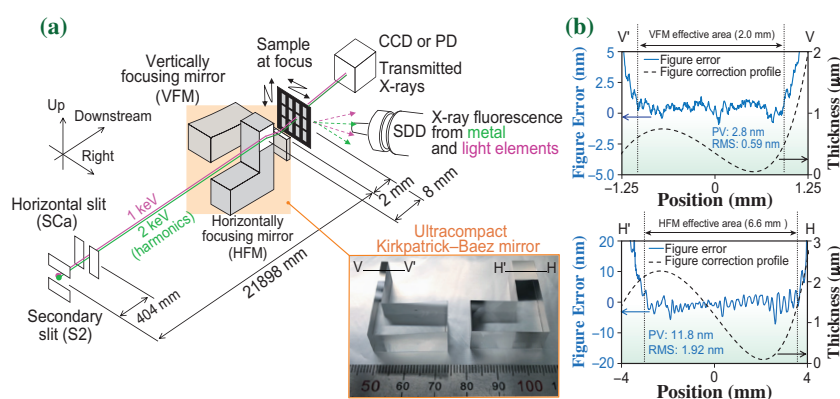 (a)
Vertically
focusing mirror
(VFM)
Sample
at focus
CCD or PD
Transmitted
X-rays
SDD
X-ray fluorescence
from metal
and light elements
Up
Downstream
Right
Horizontal slit
(SCa)
1 keV
2 keV
(harmonics)
Horizontally
focusing mirror
(HFM)
2 mm
8 mm
21898 mm
404 mm
Secondary
slit (S2)
Ultracompact
Kirkpatrick–Baez mirror
V V' H' H
50 60 70 80 90 100
(b)
V' VFM effective area (2.0 mm) V
Figure error
Figure correction profile
PV: 2.8 nm
RMS: 0.59 nm
Figure Error (nm)
5
2.5
0
-2.5
-5.0
Thickness (μm)
2
1
0
-1.25 0 1.25
Position (mm)
H' HFM effective area (6.6 mm) H
Figure error
Figure correction profile
PV: 11.8 nm
RMS: 1.92 nm
Figure Error (nm)
20
10
0
-10
-20
Thickness (μm)
3
2
1
0
-4 0 4
Position (mm)